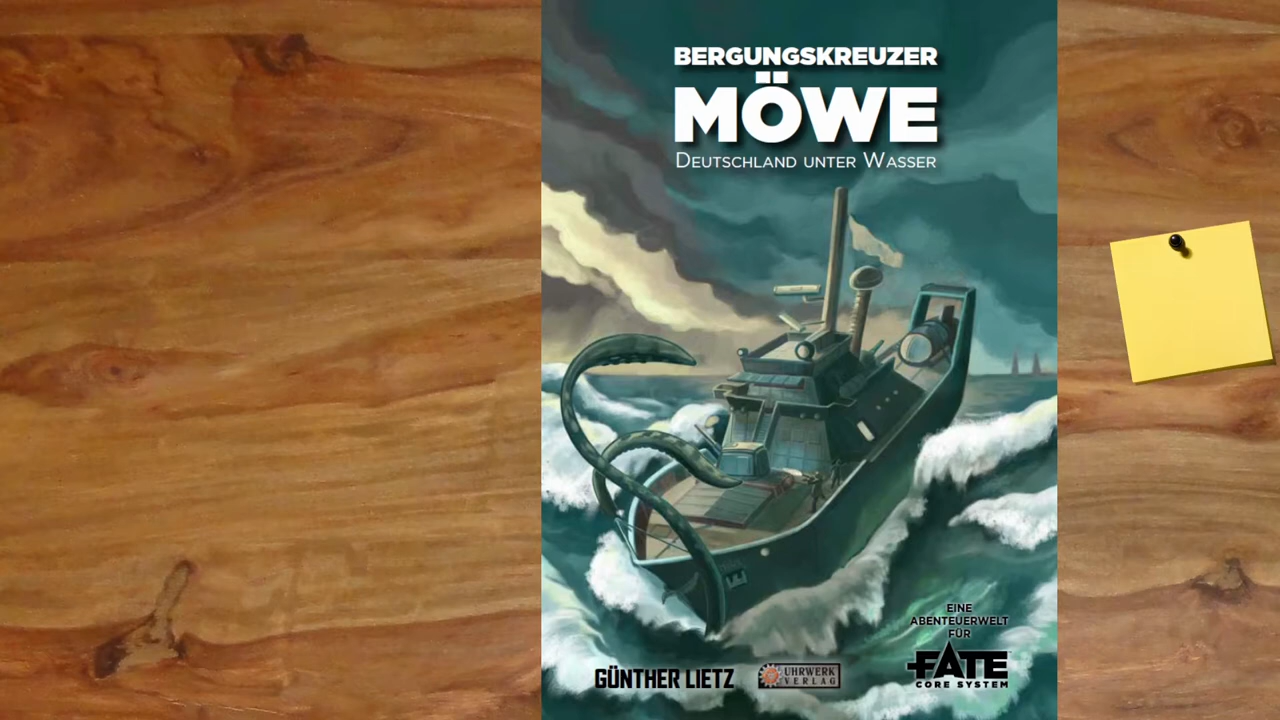 BERGUNGSKREUZER
MÖWE
DEUTSCHLAND UNTER WASSER
EINE
ABENTEUERWELT
FÜR
FATE
CORE SYSTEM
GÜNTHER LIETZ
UHRWERK
VERLAG